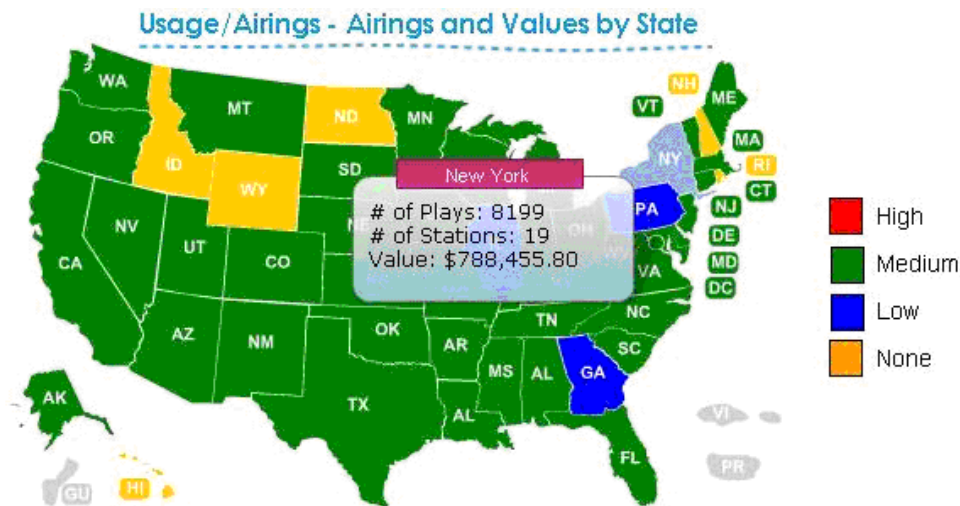 Usage/Airings - Airings and Values by State
WA
MT
ND
MN
NH
ME
VT
OR
ID
SD
NY
MA
WY
RI
CT
New York
# of Plays: 8199
# of Stations: 19
Value: $788,455.80
PA
NJ
NV
UT
CO
NE
OH
DE
MD
DC
VA
CA
High
Medium
Low
None
AZ
NM
OK
AR
TN
NC
SC
MS
AL
GA
TX
AL
FL
AK
GU
HI
VI
PR